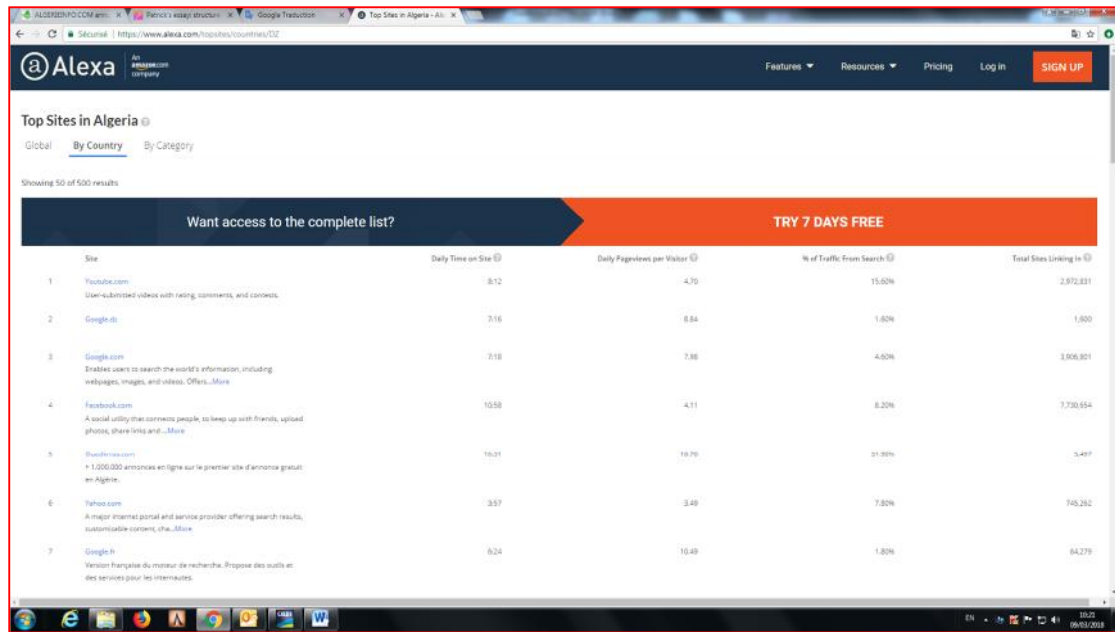 ALGERIEINFO.COM
Patrick's essay structure
Google Traduction
Top Sites in Algeria - Ale
Sécurisé | https://www.alexa.com/topsites/countries/DZ
Alexa An amazon.com company
Features Resources Pricing Log in SIGN UP
Top Sites in Algeria
Global By Country By Category
Showing 50 of 500 results
Want access to the complete list? TRY 7 DAYS FREE
Site Daily Time on Site Daily Pageviews per Visitor % of Traffic From Search Total Sites Linking In
1 Youtube.com 8:12 4.70 15.60% 2,972,831
User-submitted videos with rating, comments, and contests.
2 Google.dz 7:16 8.84 1.60% 1,600
3 Google.com 7:18 7.98 4.60% 3,906,801
Enables users to search the world's information, including
webpages, images, and videos. Offers...More
4 Facebook.com 10:58 4.11 8.20% 7,730,654
A social utility that connects people, to keep up with friends, upload
photos, share links and ...More
5
+ 1.000.000 annonces en ligne sur le premier site d'annonce gratuit
en Algérie.
6 Yahoo.com 3:57 3.49 7.80% 745,262
A major internet portal and service provider offering search results,
customizable content, cha...More
7 Google.fr 6:24 10.49 1.80% 64,279
Version française du moteur de recherche. Propose des outils et
des services pour les internautes.
EN 10:21
09/03/2018